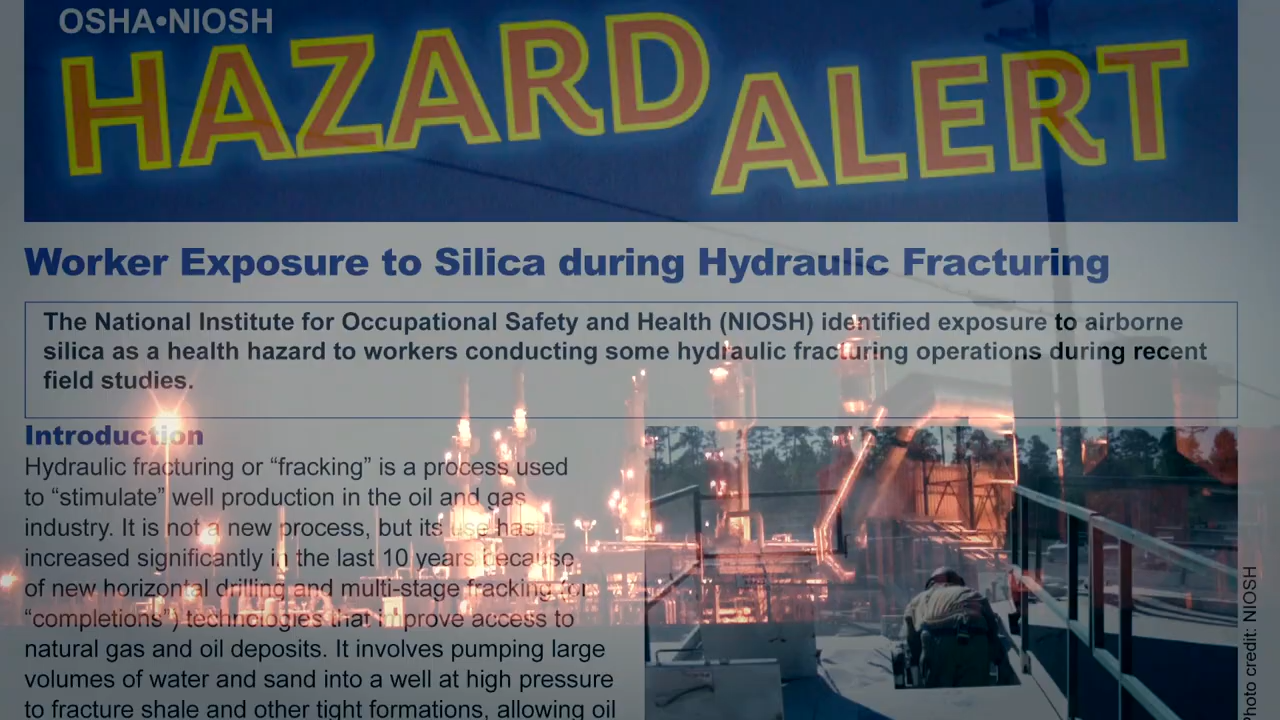 OSHA•NIOSH
HAZARD ALERT
Worker Exposure to Silica during Hydraulic Fracturing
The National Institute for Occupational Safety and Health (NIOSH) identified exposure to airborne
silica as a health hazard to workers conducting some hydraulic fracturing operations during recent
field studies.
Introduction
Hydraulic fracturing or “fracking” is a process used
to “stimulate” well production in the oil and gas
industry. It is not a new process, but its use has
increased significantly in the last 10 years because
of new horizontal drilling and multi-stage fracking (or
“completions”) technologies that improve access to
natural gas and oil deposits. It involves pumping large
volumes of water and sand into a well at high pressure
to fracture shale and other tight formations, allowing oil
Photo credit: NIOSH